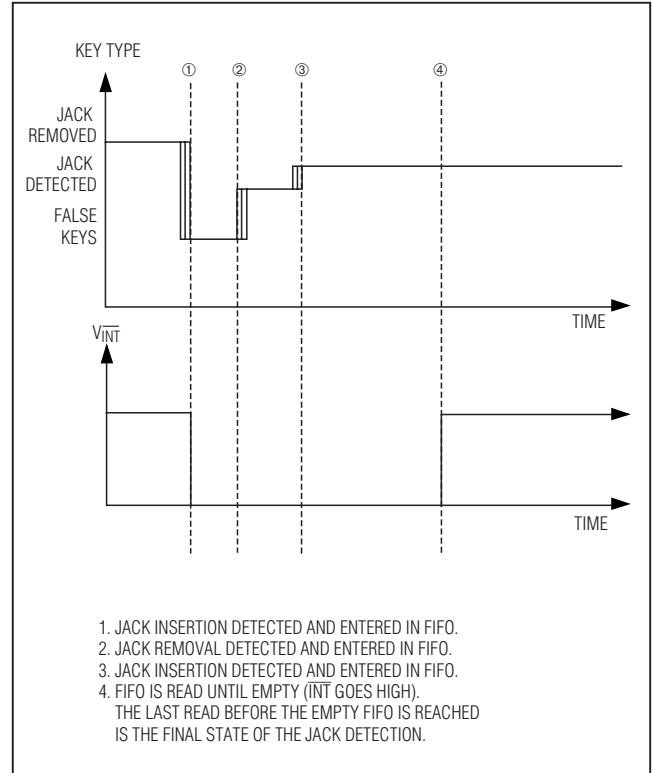 KEY TYPE
① ② ③ ④
JACK
REMOVED
JACK
DETECTED
FALSE
KEYS
TIME
V_INT̅
TIME
1. JACK INSERTION DETECTED AND ENTERED IN FIFO.
2. JACK REMOVAL DETECTED AND ENTERED IN FIFO.
3. JACK INSERTION DETECTED AND ENTERED IN FIFO.
4. FIFO IS READ UNTIL EMPTY (I̅N̅T̅ GOES HIGH).
THE LAST READ BEFORE THE EMPTY FIFO IS REACHED
IS THE FINAL STATE OF THE JACK DETECTION.